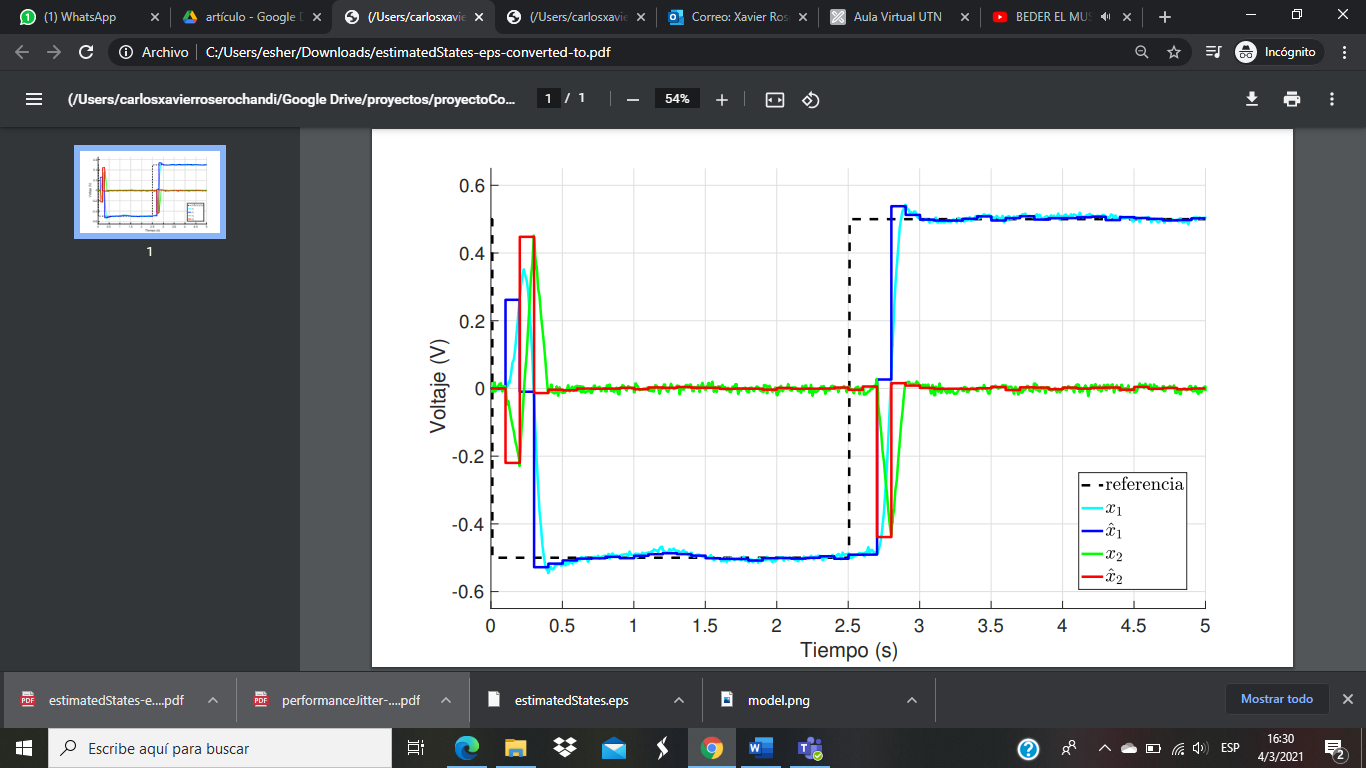 (1) WhatsApp
artículo - Google D
(/Users/carlosxavie
(/Users/carlosxavie
Correo: Xavier Ros
Aula Virtual UTN
BEDER EL MUS
Archivo
C:/Users/esher/Downloads/estimatedStates-eps-converted-to.pdf
Incógnito
(/Users/carlosxavierroserochandi/Google Drive/proyectos/proyectoCo...
1 / 1
54%
1
0.6
0.4
0.2
0
-0.2
-0.4
-0.6
Voltaje (V)
0 0.5 1 1.5 2 2.5 3 3.5 4 4.5 5
Tiempo (s)
referencia
x₁
x̂₁
x₂
x̂₂
estimatedStates-e....pdf
performanceJitter-....pdf
estimatedStates.eps
model.png
Mostrar todo
Escribe aquí para buscar
ESP
16:30
4/3/2021
2